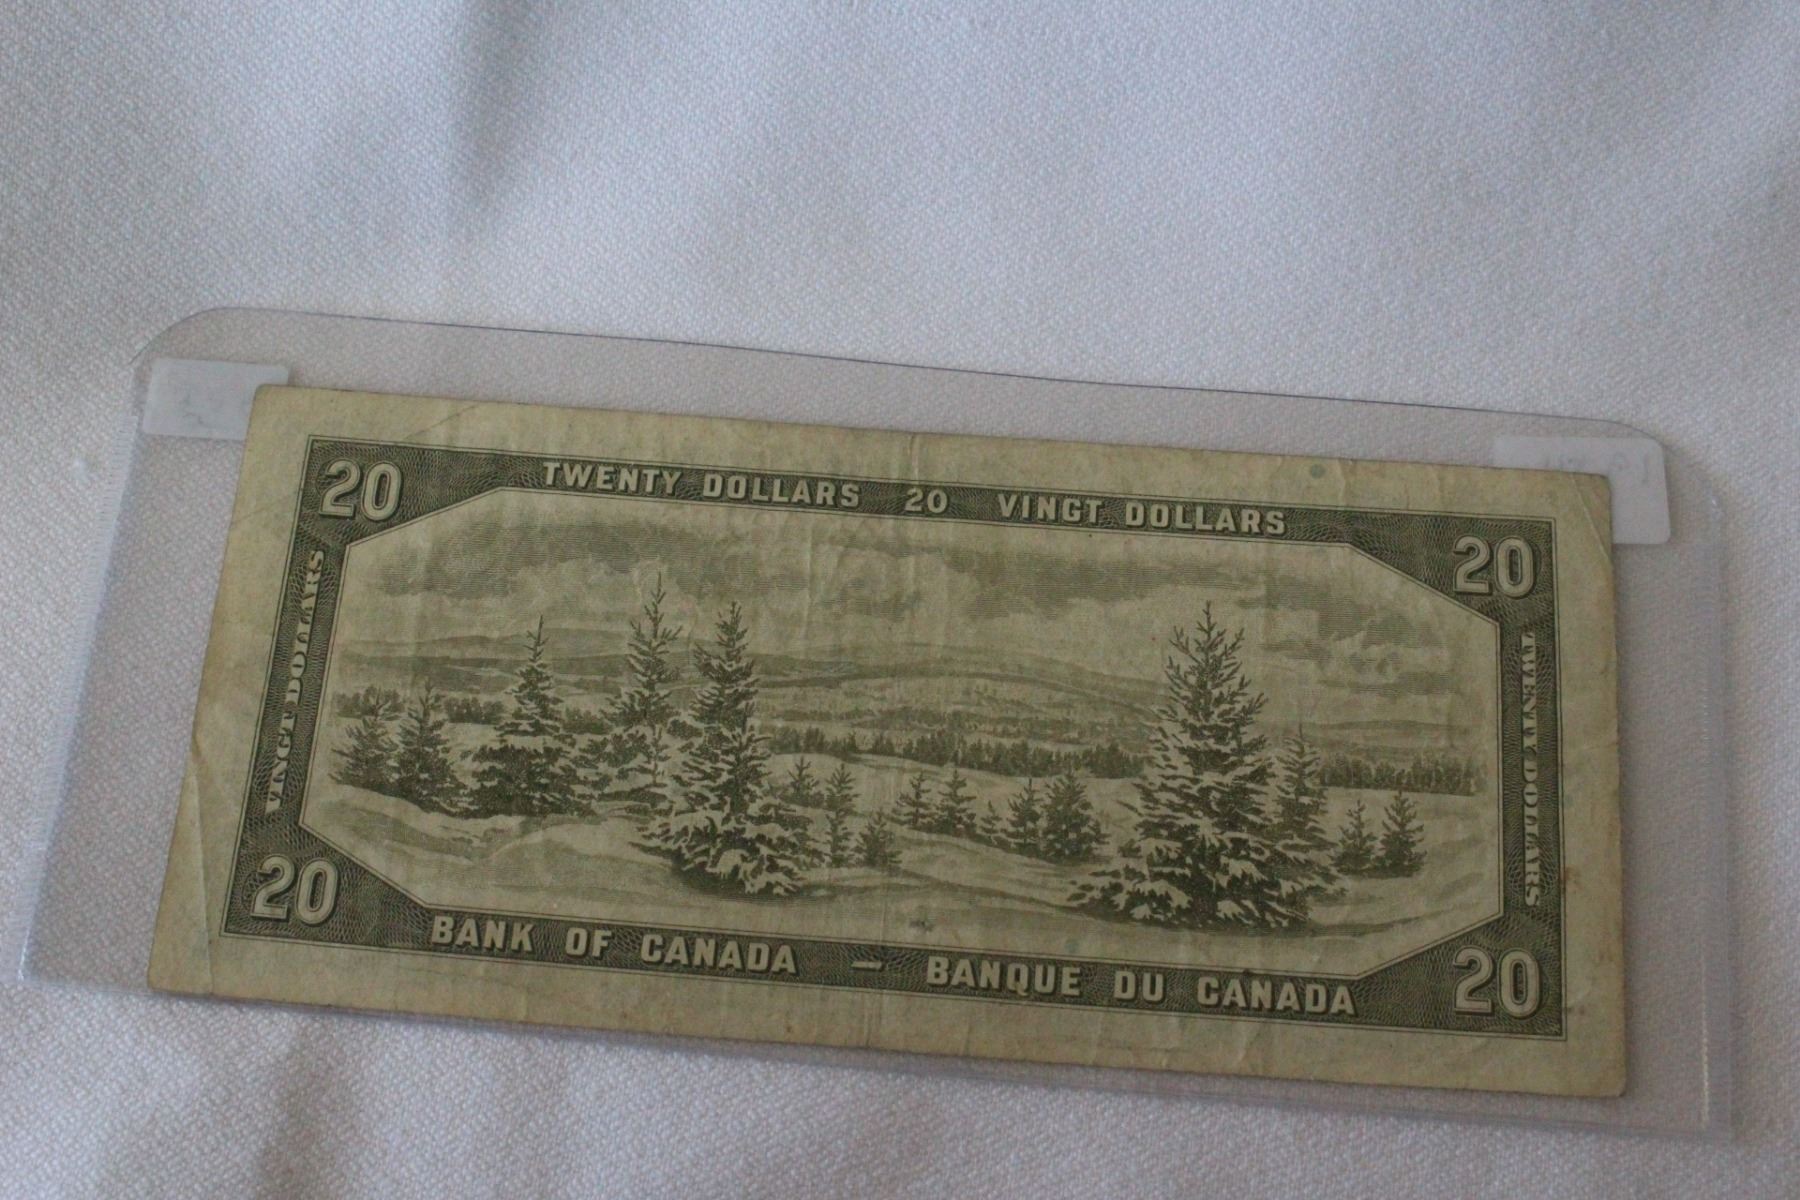 20 TWENTY DOLLARS 20 VINGT DOLLARS 20
VINGT DOLLARS
TWENTY DOLLARS
20 BANK OF CANADA — BANQUE DU CANADA 20